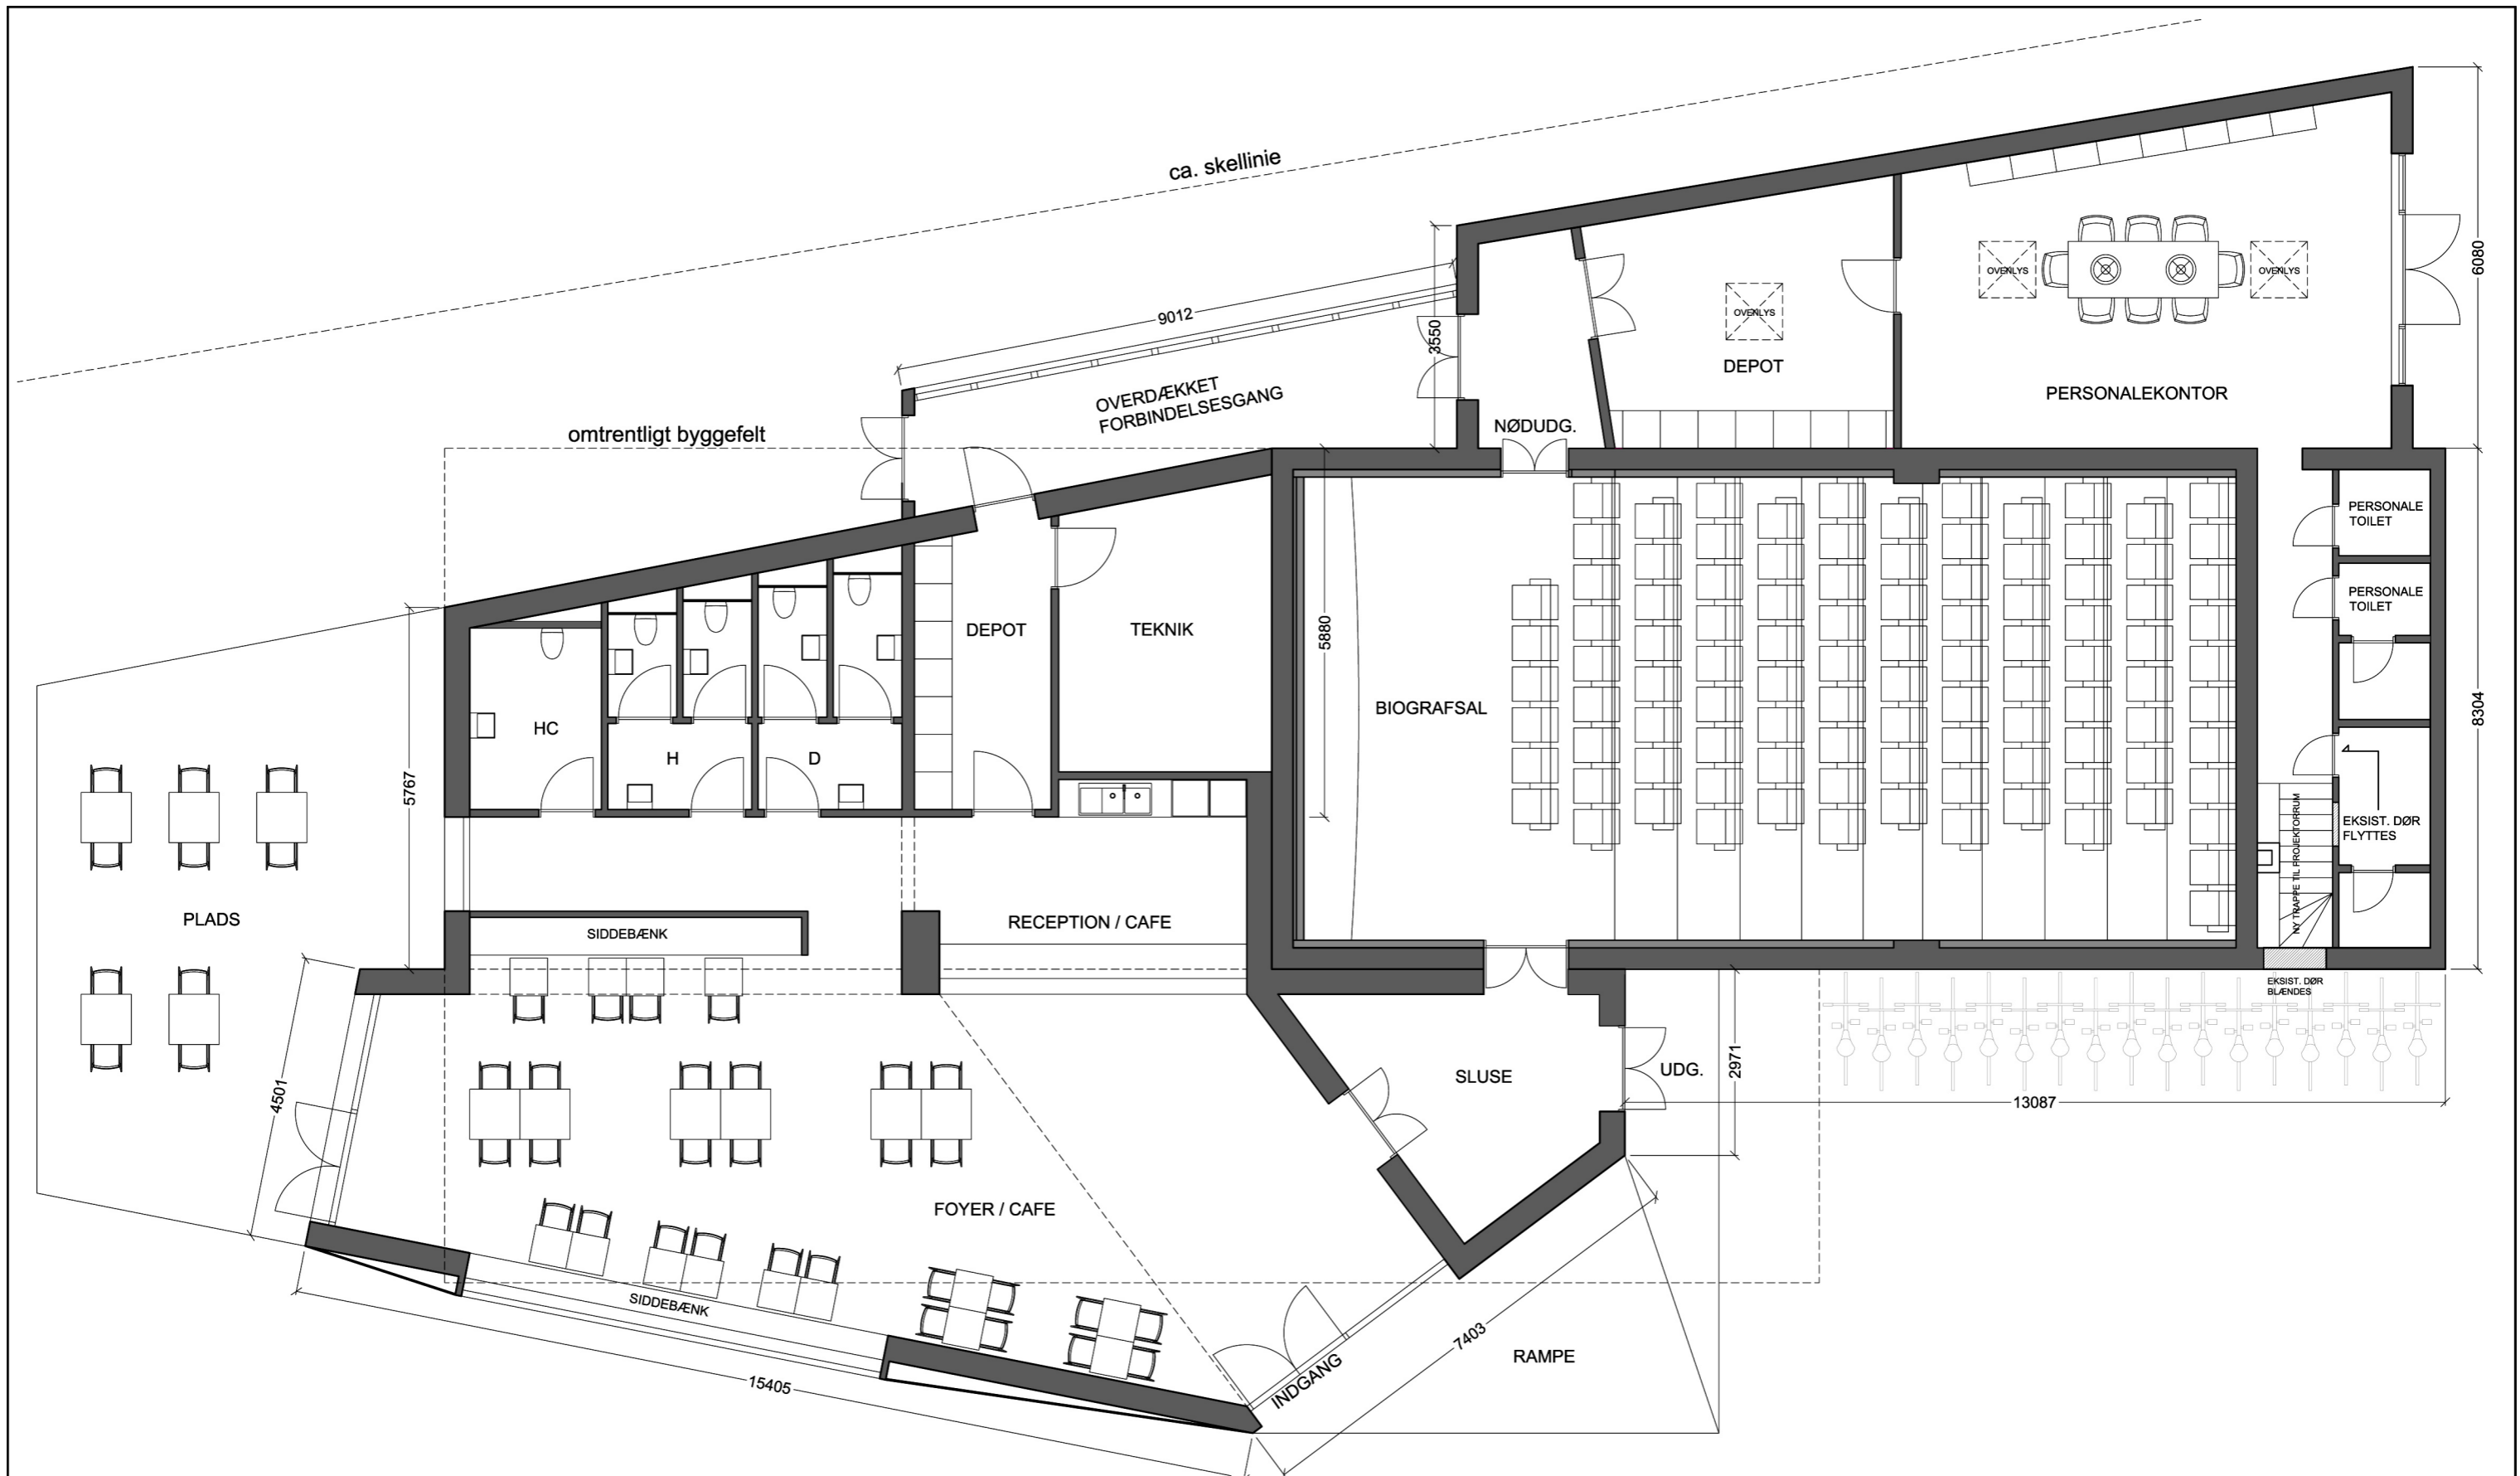 ca. skellinie
6080
9012
OVENLYS
OVENLYS
3550
OVENLYS
DEPOT
PERSONALEKONTOR
OVERDÆKKET
FORBINDELSESGANG
omtrentligt byggefelt
NØDUDG.
PERSONALE
TOILET
PERSONALE
TOILET
DEPOT
TEKNIK
5880
BIOGRAFSAL
8304
HC
H
D
5767
NY TRAPPE TIL PROJEKTORRUM
EKSIST. DØR
FLYTTES
PLADS
SIDDEBÆNK
RECEPTION / CAFE
EKSIST. DØR
BLÆNDES
4501
SLUSE
UDG.
2971
13087
FOYER / CAFE
SIDDEBÆNK
7403
RAMPE
INDGANG
15405